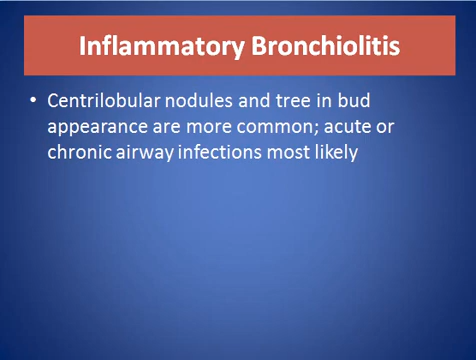 Inflammatory Bronchiolitis
• Centrilobular nodules and tree in bud
appearance are more common; acute or
chronic airway infections most likely